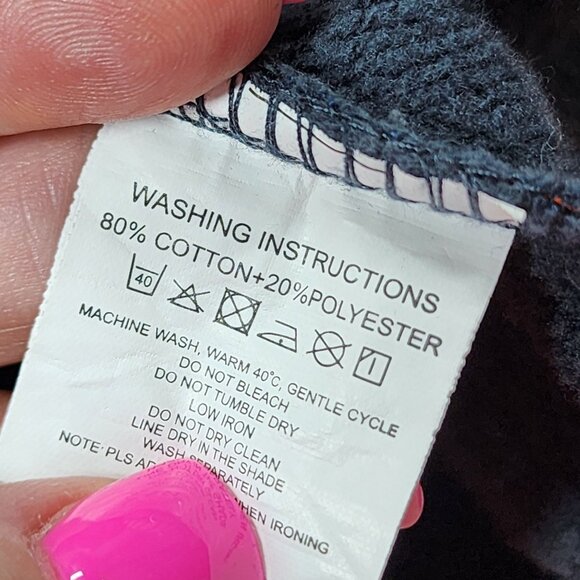 WASHING INSTRUCTIONS
80% COTTON+20%POLYESTER
40
MACHINE WASH, WARM 40°C, GENTLE CYCLE
DO NOT BLEACH
DO NOT TUMBLE DRY
LOW IRON
DO NOT DRY CLEAN
LINE DRY IN THE SHADE
WASH SEPARATELY
NOTE: PLS WHEN IRONING